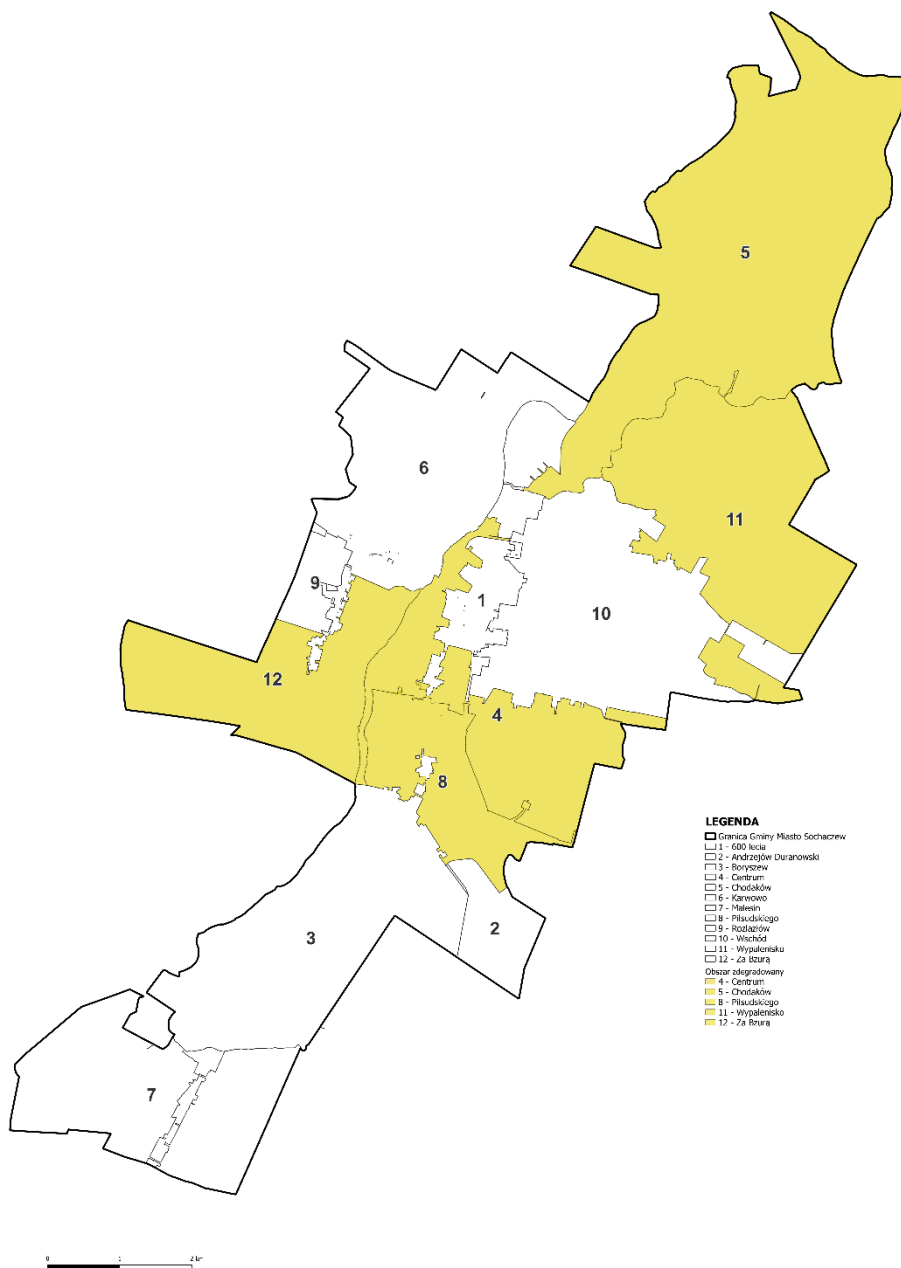 5
6
11
9
1
10
12
4
8
2
3
7
LEGENDA
Granica Gminy Miasto Sochaczew
1 - 600 lecia
2 - Andrzejów Duranowski
3 - Boryszew
4 - Centrum
5 - Chodaków
6 - Karwowo
7 - Malesin
8 - Piłsudskiego
9 - Rozlazłów
10 - Wschód
11 - Wypalenisko
12 - Za Bzurą
Obszar zdegradowany
4 - Centrum
5 - Chodaków
8 - Piłsudskiego
11 - Wypalenisko
12 - Za Bzurą
0 1 2 km